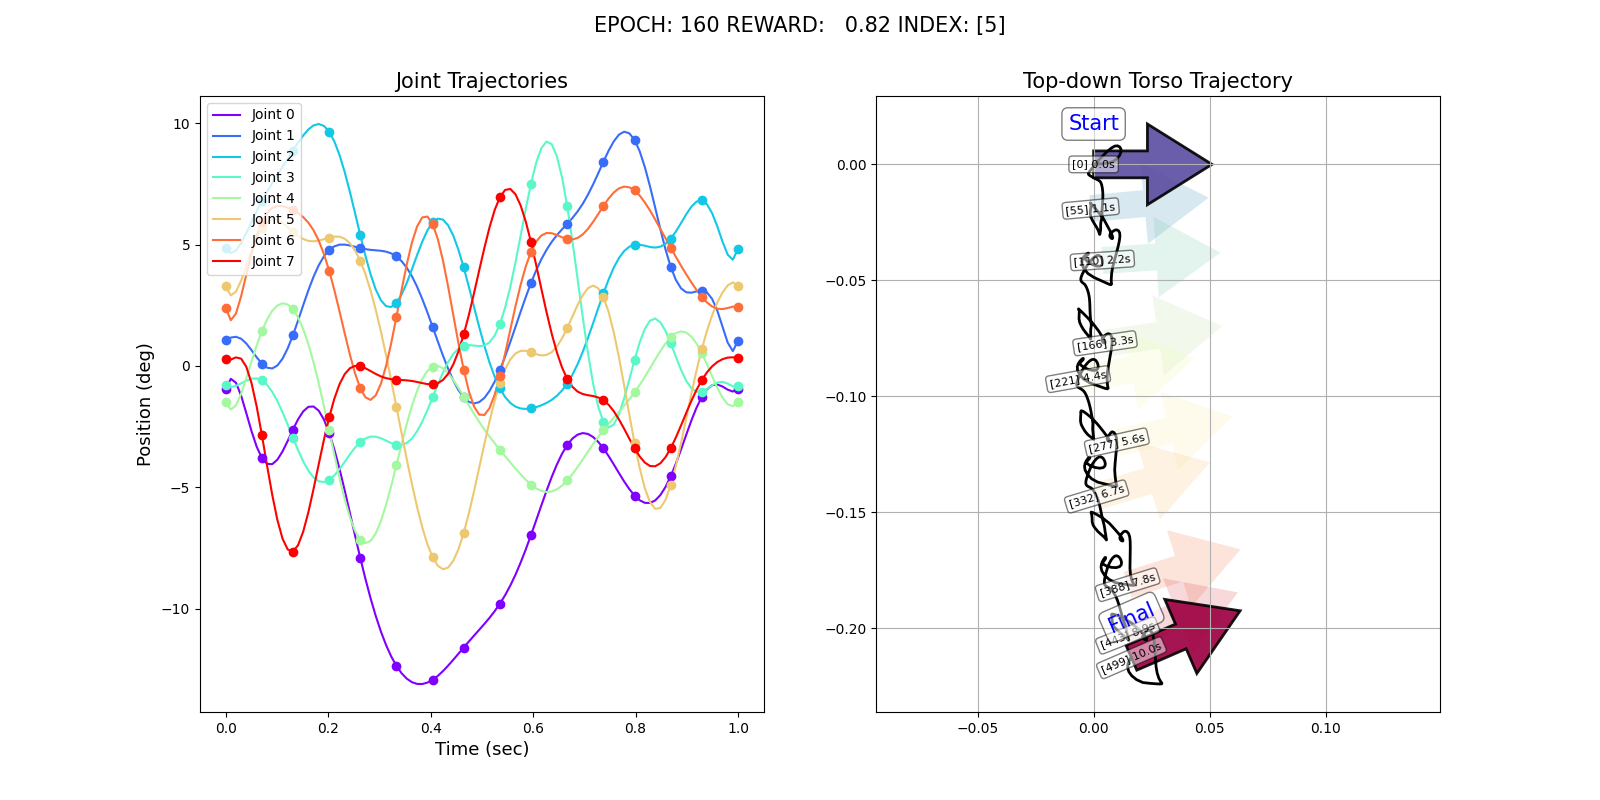 EPOCH: 160 REWARD:   0.82 INDEX: [5]
Joint Trajectories
Position (deg)
10
5
0
−5
−10
Joint 0
Joint 1
Joint 2
Joint 3
Joint 4
Joint 5
Joint 6
Joint 7
0.0
0.2
0.4
0.6
0.8
1.0
Time (sec)
Top-down Torso Trajectory
0.00
−0.05
−0.10
−0.15
−0.20
Start
[0] 0.0s
[55] 1.1s
[110] 2.2s
[166] 3.3s
[221] 4.4s
[277] 5.6s
[332] 6.7s
[388] 7.8s
Final
[443] 8.9s
[499] 10.0s
−0.05
0.00
0.05
0.10